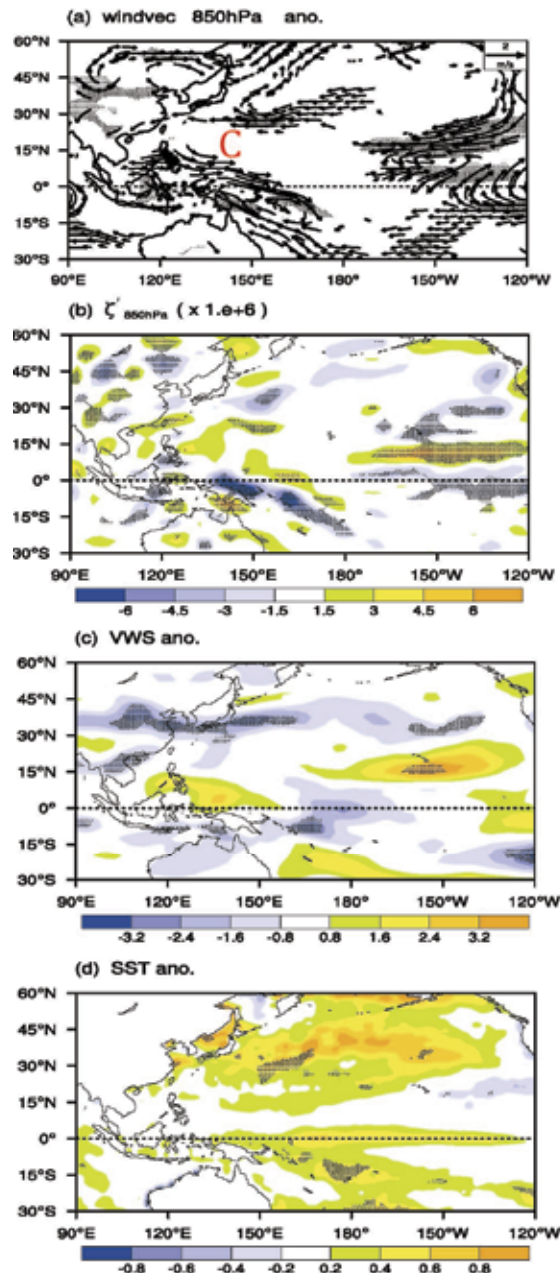 (a) windvec 850hPa ano.
60°N
45°N
30°N
15°N
0°
15°S
30°S
2
m/s
C
90°E 120°E 150°E 180° 150°W 120°W
(b) ζ′ 850hPa ( x 1.e+6)
60°N
45°N
30°N
15°N
0°
15°S
30°S
90°E 120°E 150°E 180° 150°W 120°W
-6 -4.5 -3 -1.5 1.5 3 4.5 6
(c) VWS ano.
60°N
45°N
30°N
15°N
0°
15°S
30°S
90°E 120°E 150°E 180° 150°W 120°W
-3.2 -2.4 -1.6 -0.8 0.8 1.6 2.4 3.2
(d) SST ano.
60°N
45°N
30°N
15°N
0°
15°S
30°S
90°E 120°E 150°E 180° 150°W 120°W
-0.8 -0.6 -0.4 -0.2 0.2 0.4 0.6 0.8